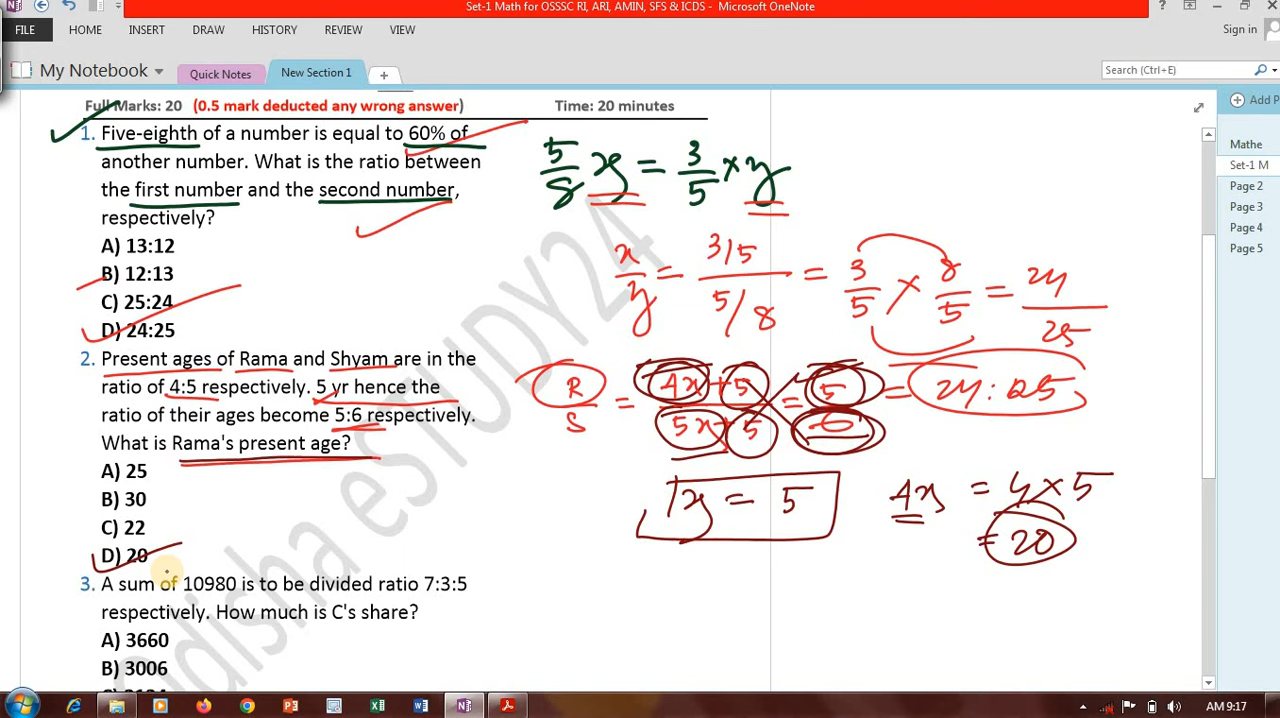 Set-1 Math for OSSSC RI, ARI, AMIN, SFS & ICDS - Microsoft OneNote
FILE HOME INSERT DRAW HISTORY REVIEW VIEW
Sign in
My Notebook Quick Notes New Section 1 +
Search (Ctrl+E)
Full Marks: 20 (0.5 mark deducted any wrong answer) Time: 20 minutes
1. Five-eighth of a number is equal to 60% of
another number. What is the ratio between
the first number and the second number,
respectively?
A) 13:12
B) 12:13
C) 25:24
D) 24:25
2. Present ages of Rama and Shyam are in the
ratio of 4:5 respectively. 5 yr hence the
ratio of their ages become 5:6 respectively.
What is Rama's present age?
A) 25
B) 30
C) 22
D) 20
3. A sum of 10980 is to be divided ratio 7:3:5
respectively. How much is C's share?
A) 3660
B) 3006
5/8 x = 3/5 × y
x/y = 3/5 / 5/8 = 3/5 × 8/5 = 24/25
= 24:25
R/S = 4x+5 / 5x+5 = 5/6
1x = 5
4x = 4×5
= 20
Add P
Mathe
Set-1 M
Page 2
Page 3
Page 4
Page 5
Odisha eSTUDY24
AM 9:17